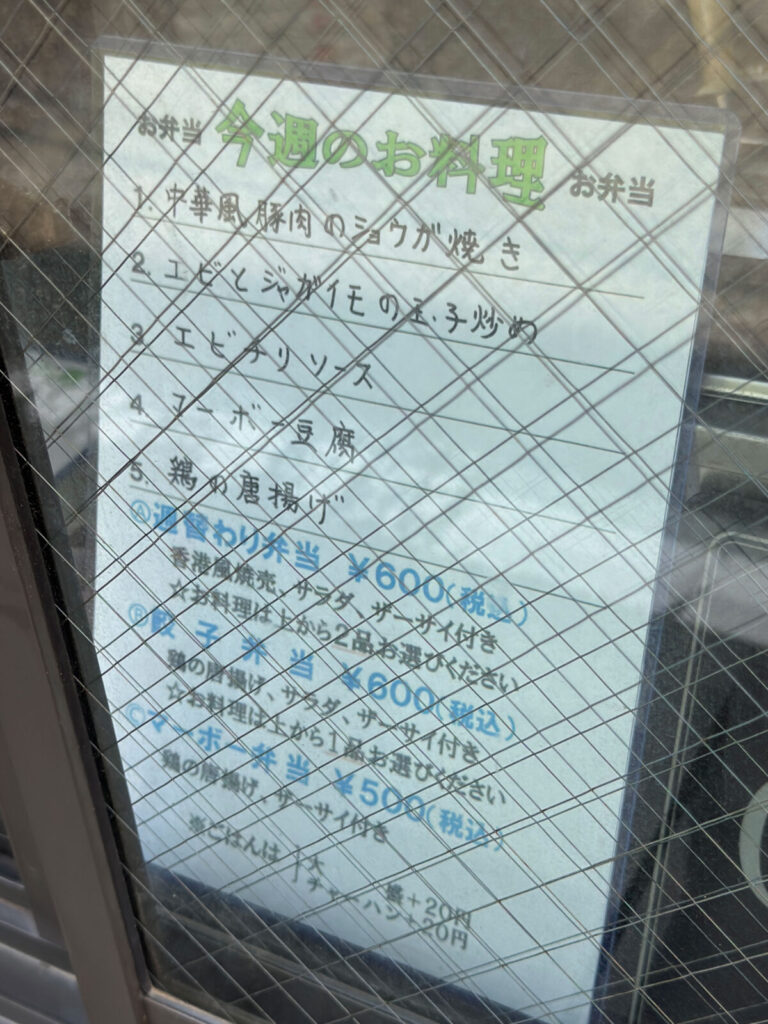 お弁当 今週のお料理 お弁当
1. 中華風豚肉のショウガ焼き
2. エビとジャガイモの玉子炒め
3. エビチリソース
4. マーボー豆腐
5. 鶏の唐揚げ
Ⓐ週替わり弁当 ¥600(税込)
香港風焼売、サラダ、ザーサイ付き
☆お料理は上から2品お選びください
Ⓑ餃子弁当 ¥600(税込)
鶏の唐揚げ、サラダ、ザーサイ付き
☆お料理は上から1品お選びください
Ⓒマーボー弁当 ¥500(税込)
鶏の唐揚げ、ザーサイ付き
※ごはんは 大 盛+20円
チャーハン+20円